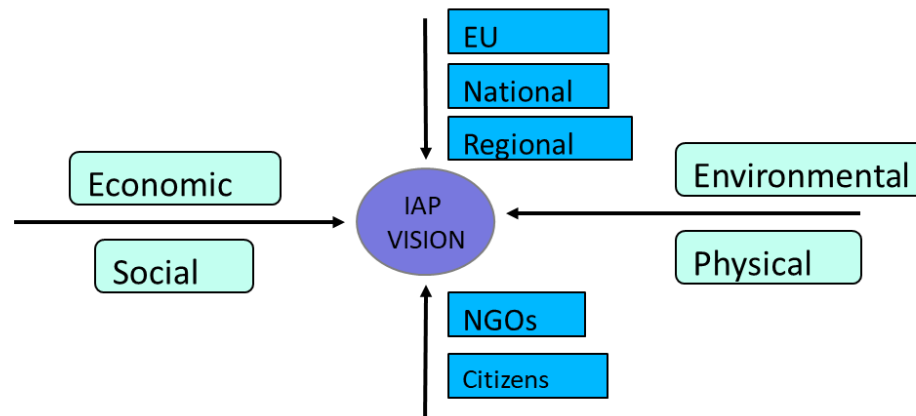 EU
National
Regional
Economic
Environmental
IAP
VISION
Social
Physical
NGOs
Citizens